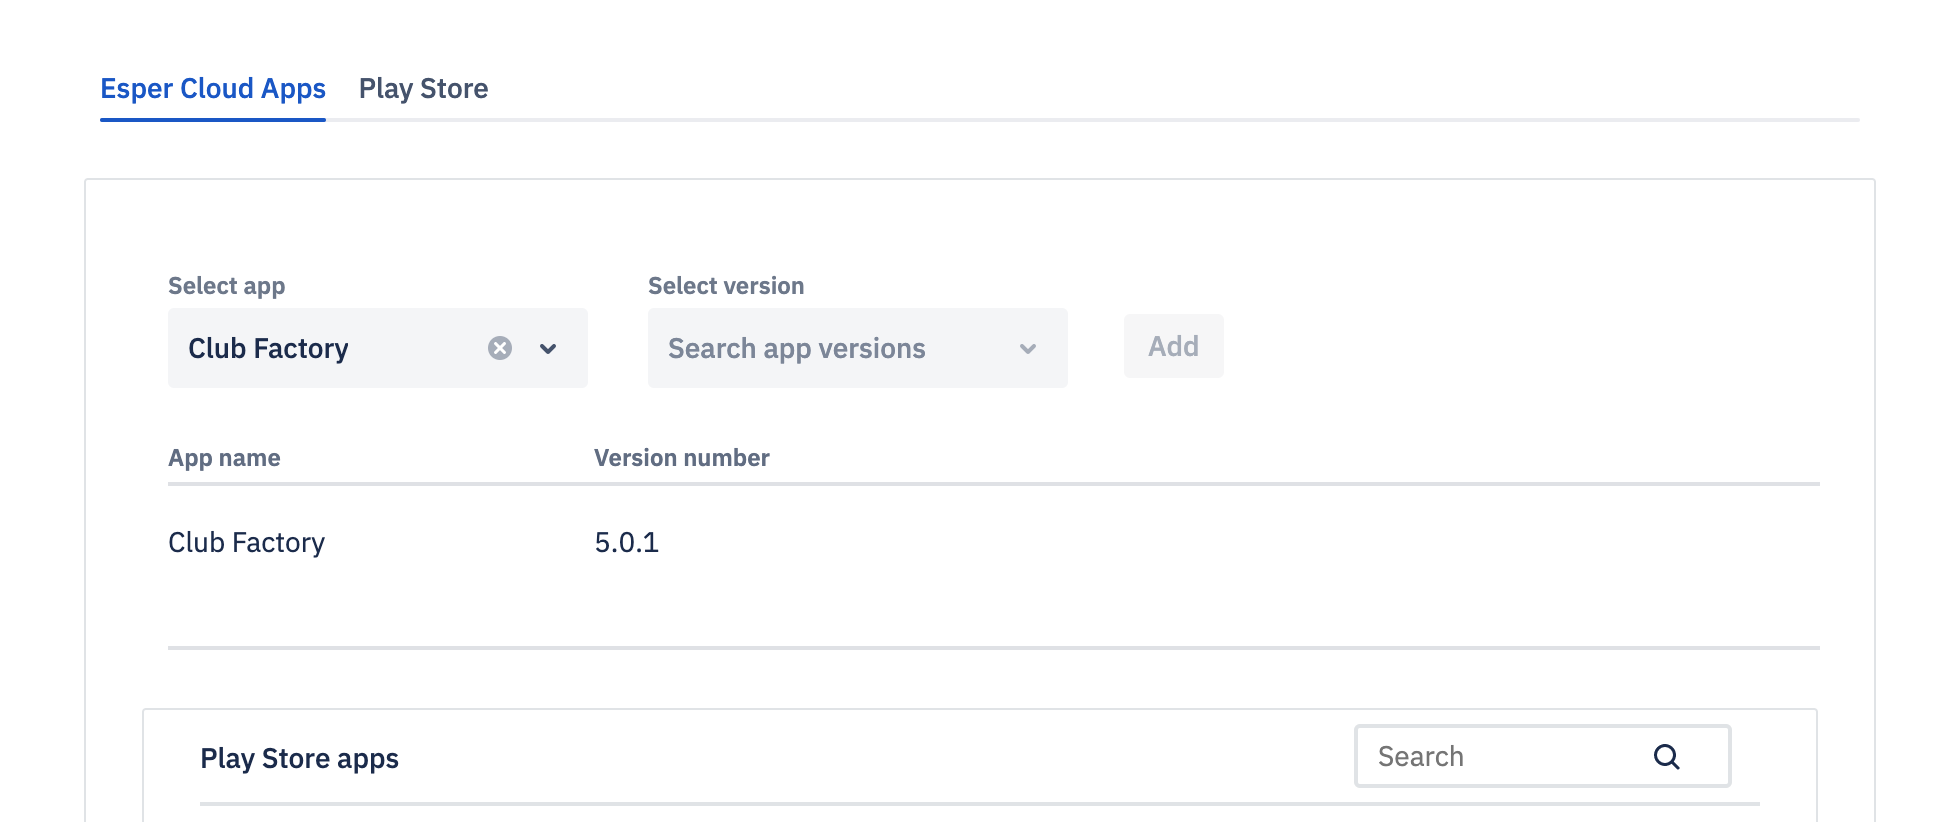 Esper Cloud Apps Play Store
Select app Select version
Club Factory Search app versions Add
App name Version number
Club Factory 5.0.1
Play Store apps Search